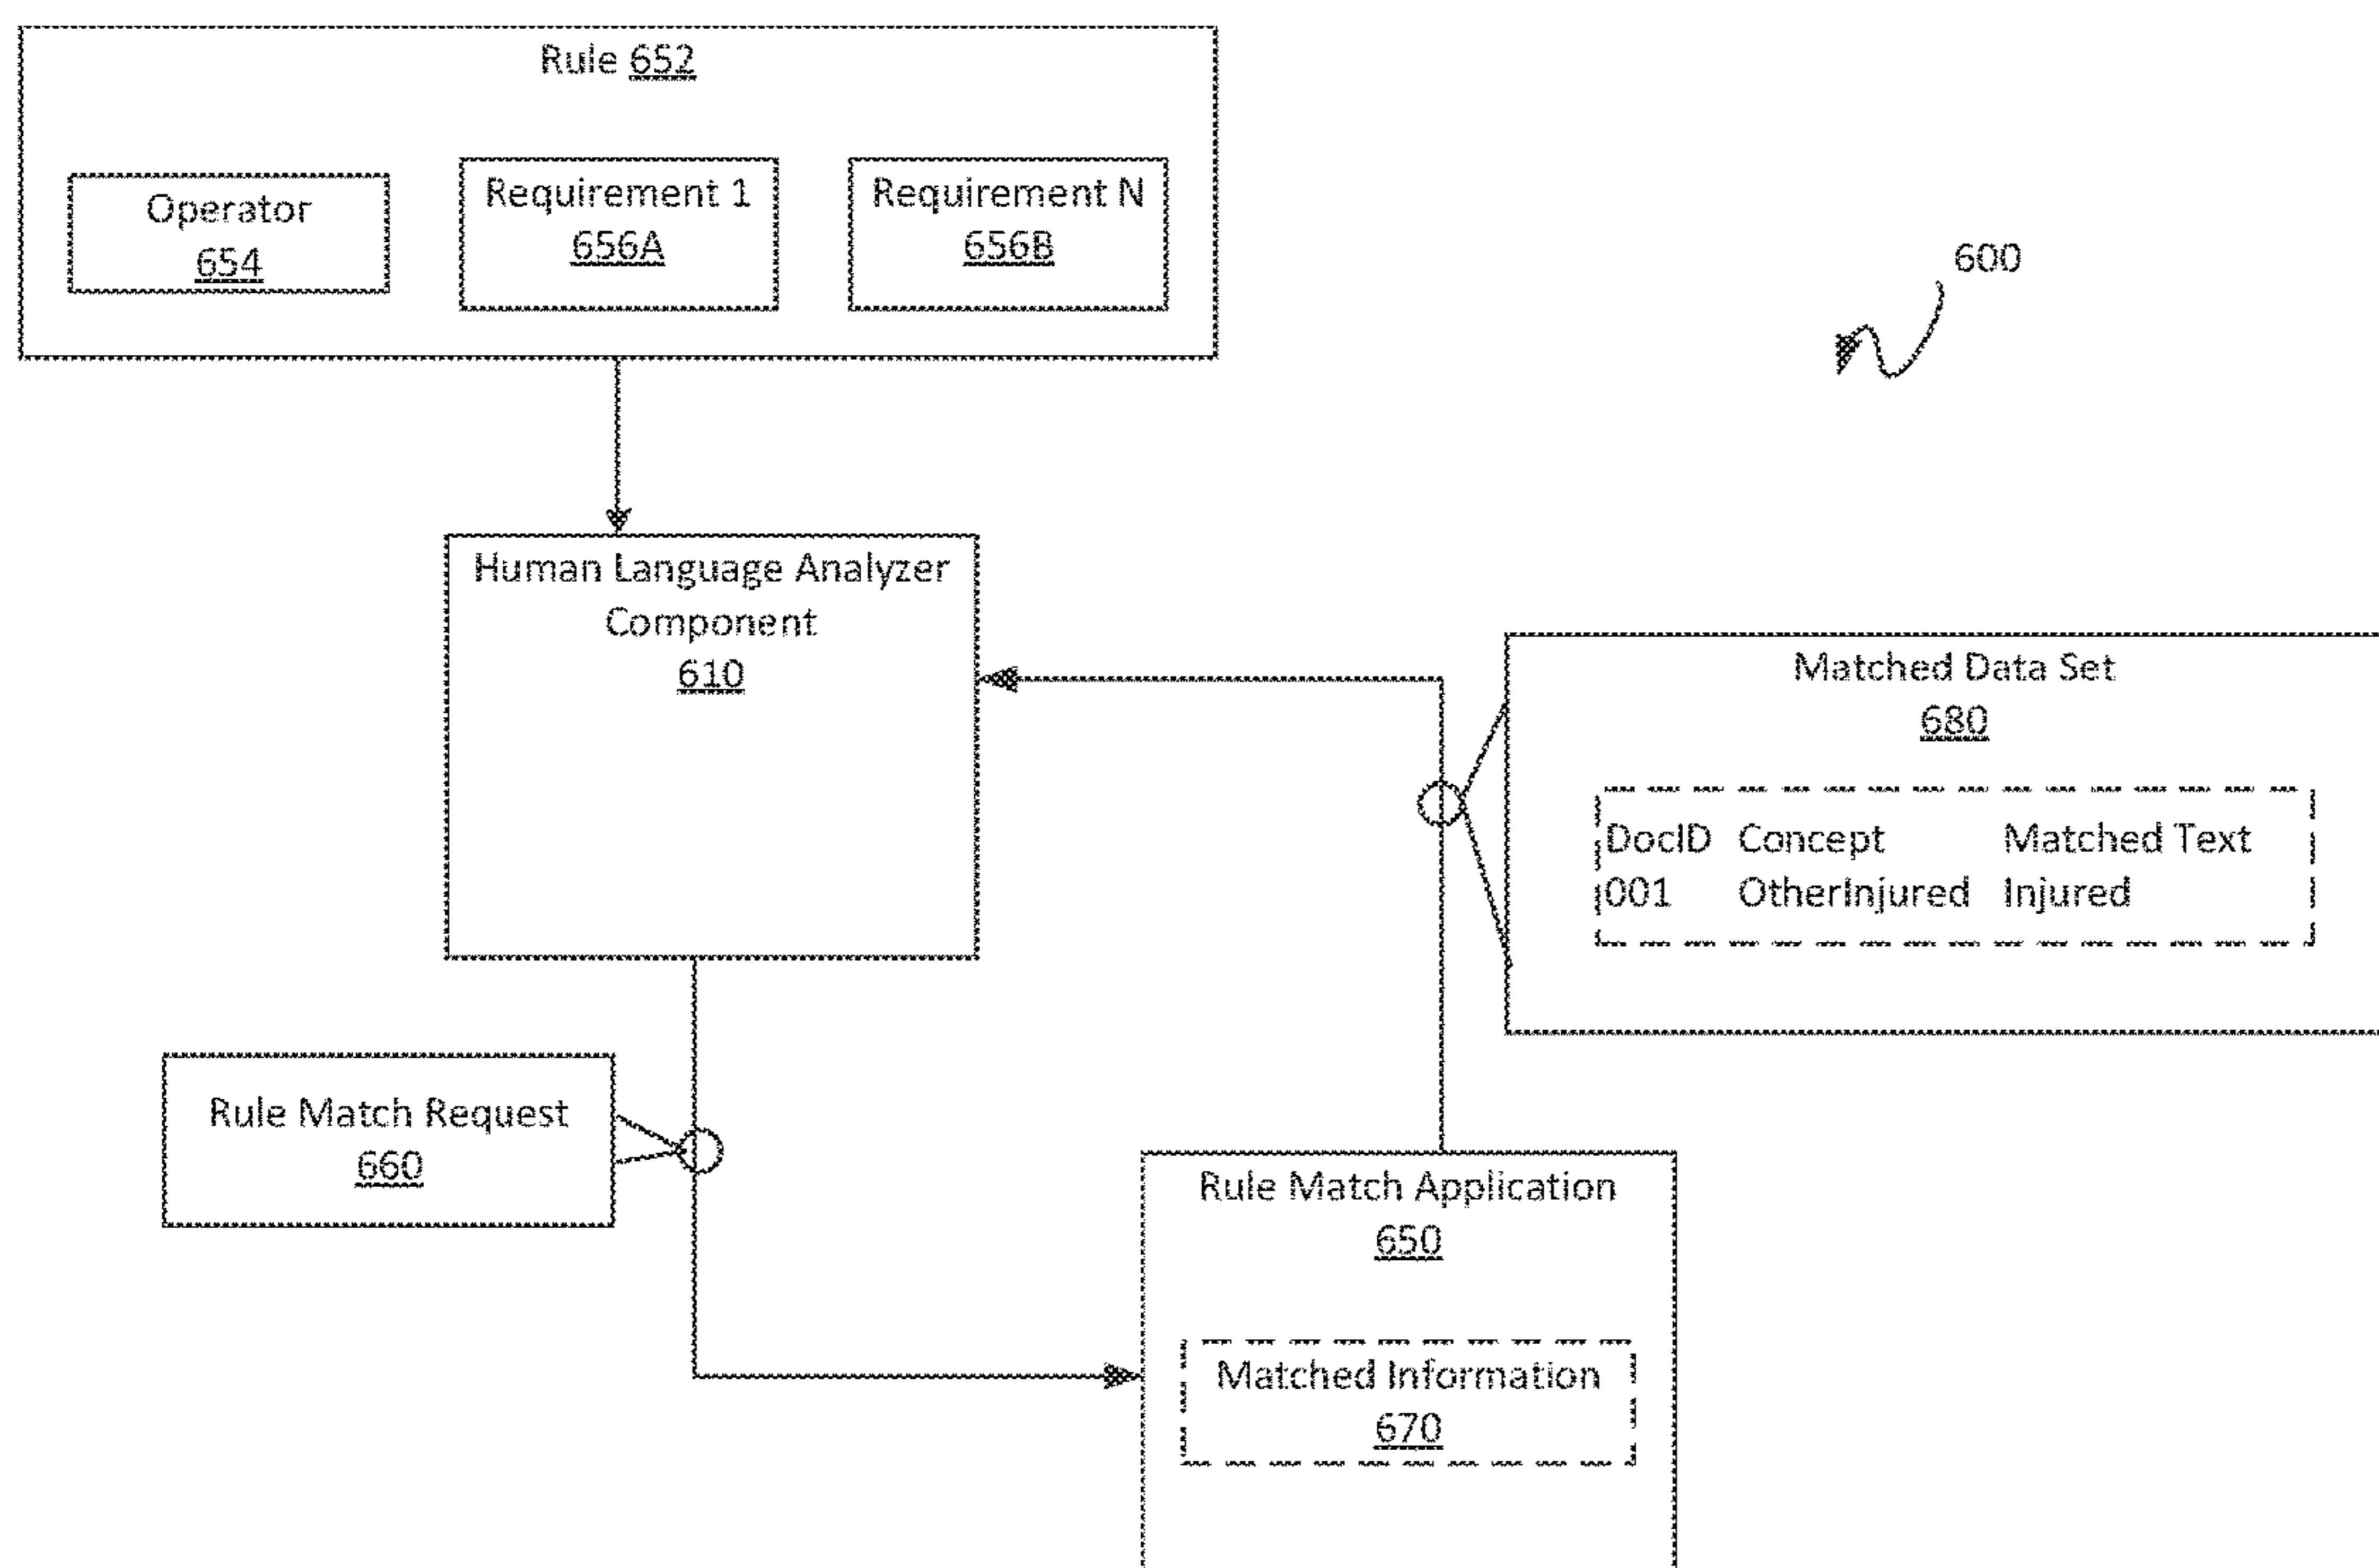 Rule 652
Operator
654
Requirement 1
656A
Requirement N
656B
600
Human Language Analyzer
Component
610
Matched Data Set
680
DocID Concept Matched Text
001 OtherInjured Injured
Rule Match Request
660
Rule Match Application
650
Matched Information
670